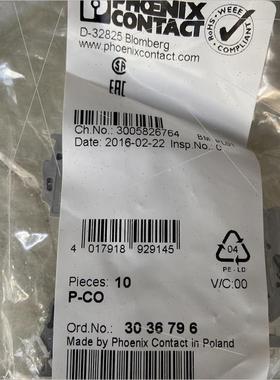 PHOENIX
CONTACT
D-32825 Blomberg
www.phoenixcontact.com
RoHS WEEE
COMPLIANT
SA
EAC
Ch.No.: 3005826764
Date: 2016-02-22 Insp.No.: C
4 017918 929145
04
PE-LD
Pieces: 10
V/C:00
P-CO
Ord.No.: 30 36 79 6
Made by Phoenix Contact in Poland